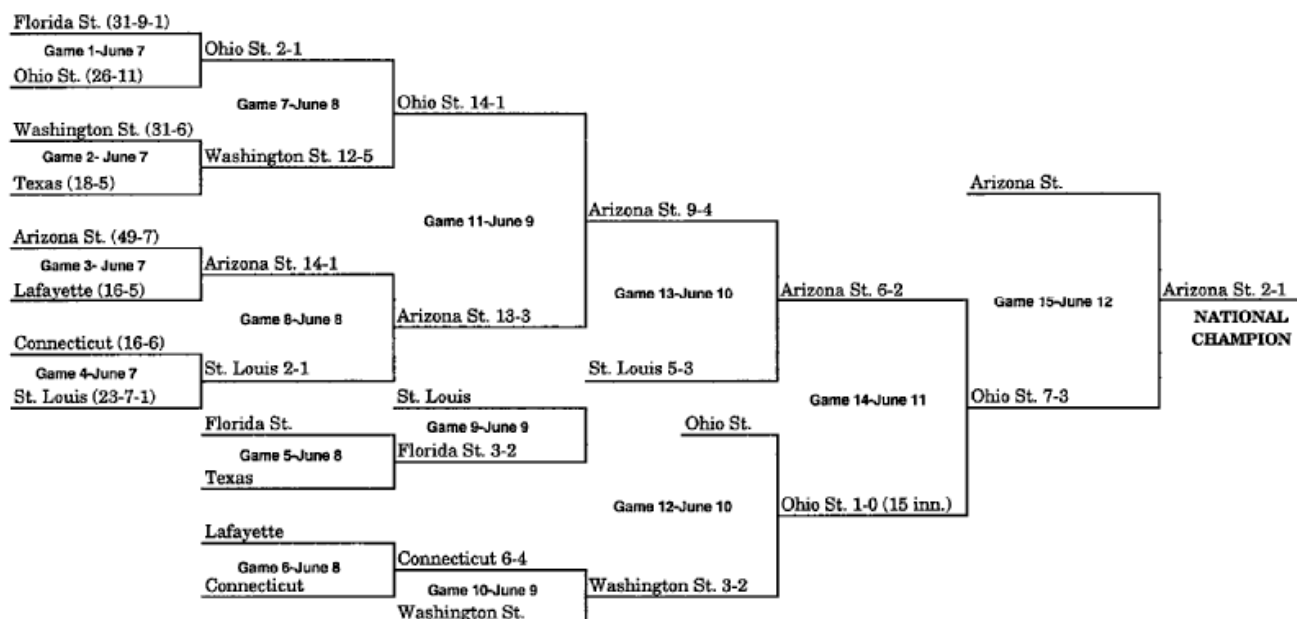 Florida St. (31-9-1)
Game 1-June 7
Ohio St. 2-1
Ohio St. (26-11)
Game 7-June 8
Ohio St. 14-1
Washington St. (31-6)
Game 2- June 7
Washington St. 12-5
Texas (18-5)
Arizona St.
Game 11-June 9
Arizona St. 9-4
Arizona St. (49-7)
Game 3- June 7
Arizona St. 14-1
Lafayette (16-5)
Game 13-June 10
Arizona St. 6-2
Game 15-June 12
Arizona St. 2-1
Game 8-June 8
Arizona St. 13-3
NATIONAL
CHAMPION
Connecticut (16-6)
Game 4-June 7
St. Louis 2-1
St. Louis 5-3
St. Louis (23-7-1)
St. Louis
Game 14-June 11
Ohio St. 7-3
Florida St.
Game 9-June 9
Ohio St.
Game 5-June 8
Florida St. 3-2
Texas
Game 12-June 10
Ohio St. 1-0 (15 inn.)
Lafayette
Game 6-June 8
Connecticut 6-4
Connecticut
Game 10-June 9
Washington St. 3-2
Washington St.